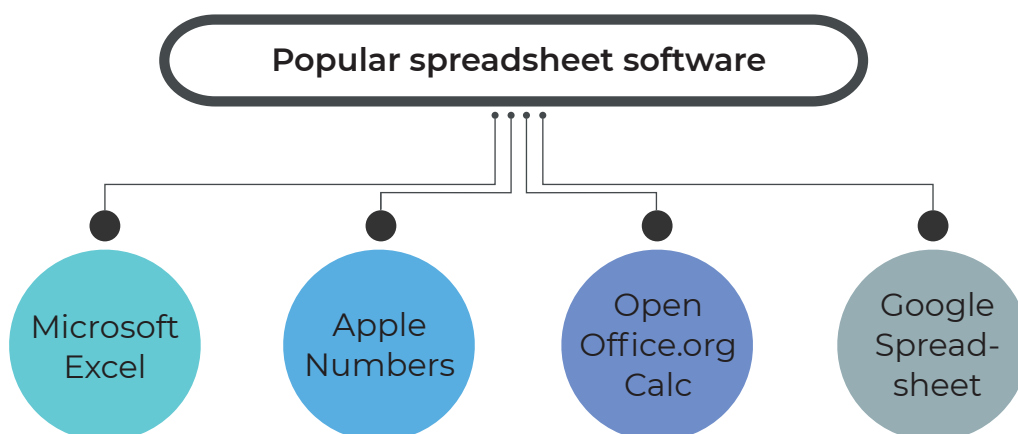 Popular spreadsheet software
Microsoft
Excel
Apple
Numbers
Open
Office.org
Calc
Google
Spread-
sheet